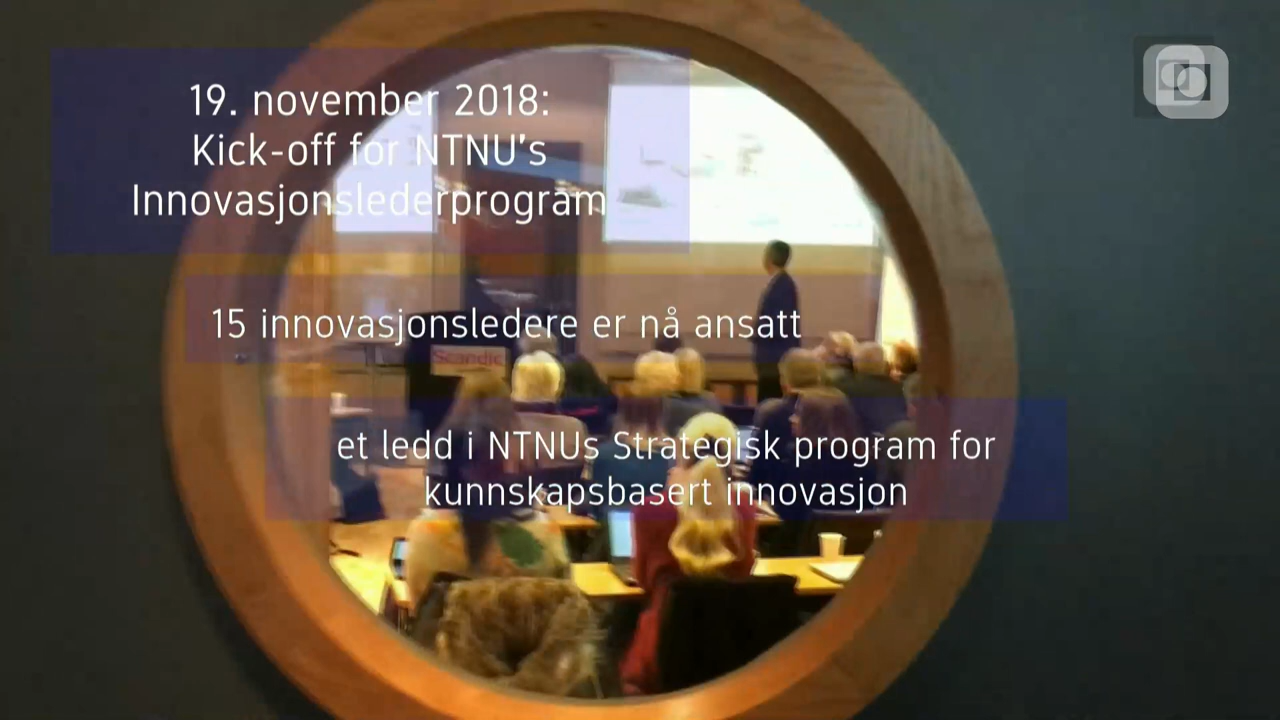 19. november 2018:
Kick-off for NTNU's
Innovasjonslederprogram
15 innovasjonsledere er nå ansatt
Scandic
et ledd i NTNUs Strategisk program for
kunnskapsbasert innovasjon